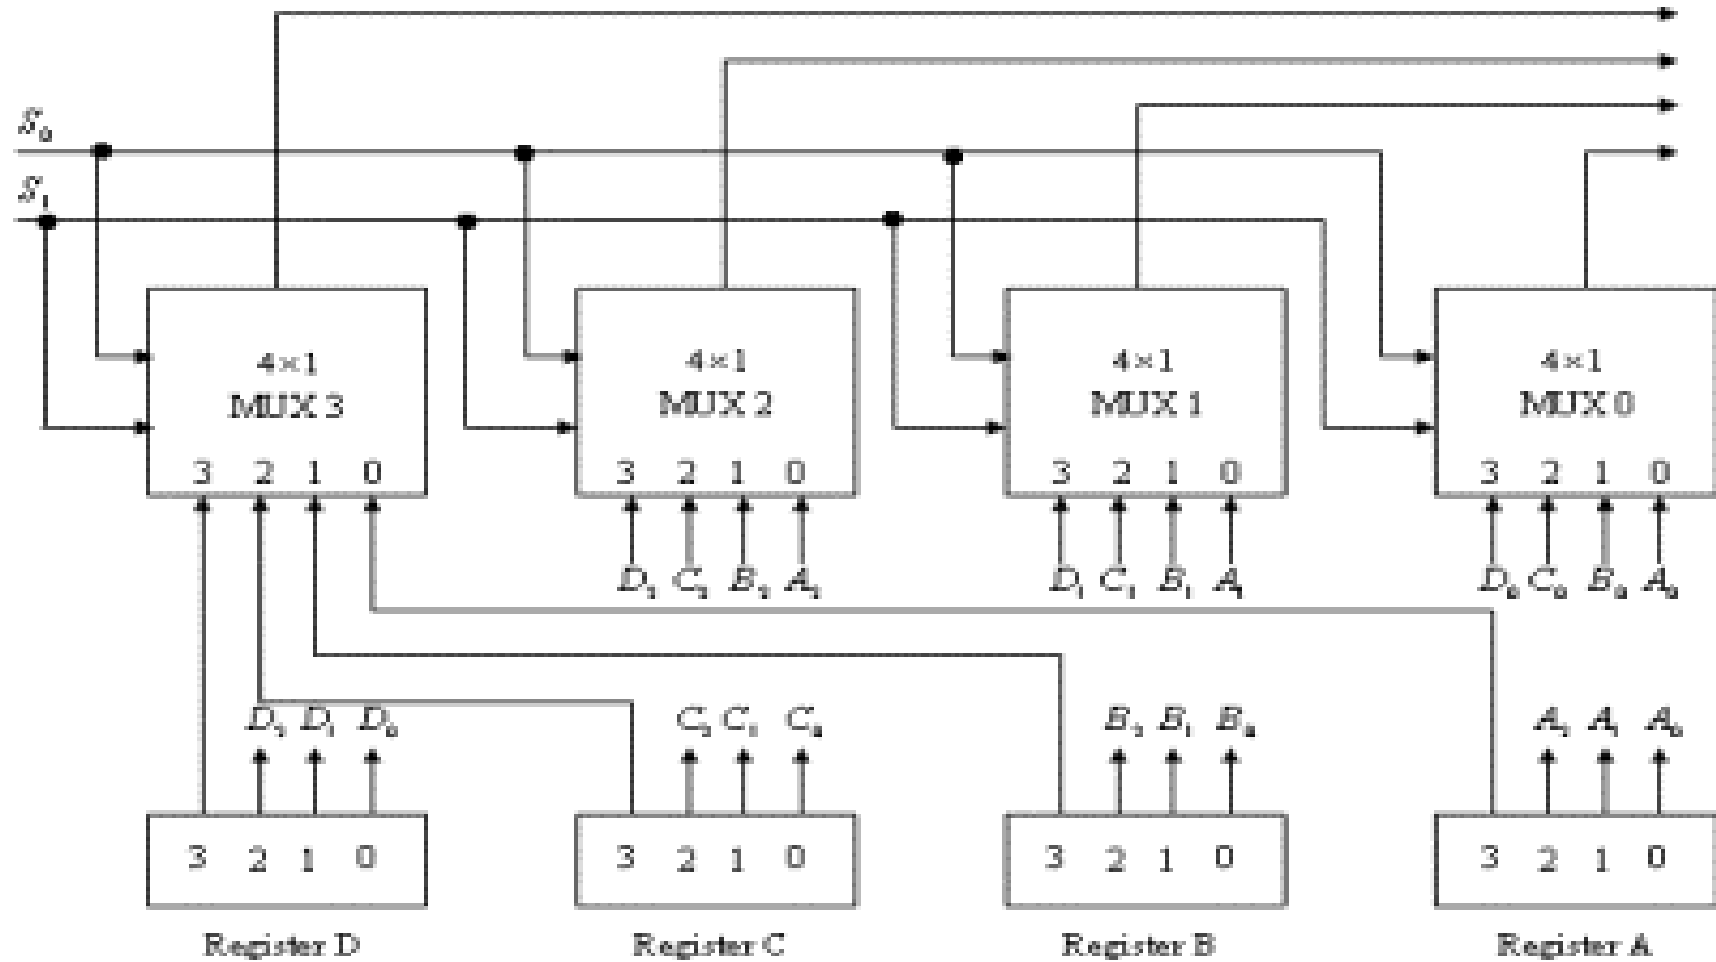 S₀
S₁
4×1 4×1 4×1 4×1
MUX 3 MUX 2 MUX 1 MUX 0
3 2 1 0 3 2 1 0 3 2 1 0 3 2 1 0
D₂ C₂ B₂ A₂ D₁ C₁ B₁ A₁ D₀ C₀ B₀ A₀
D₂ D₁ D₀ C₂ C₁ C₀ B₂ B₁ B₀ A₂ A₁ A₀
3 2 1 0 3 2 1 0 3 2 1 0 3 2 1 0
Register D Register C Register B Register A